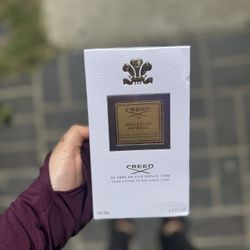 CREED
MILLESIME
IMPERIAL
CREED
DE PERE EN FILS DEPUIS 1760
FROM FATHER TO SON SINCE 1760